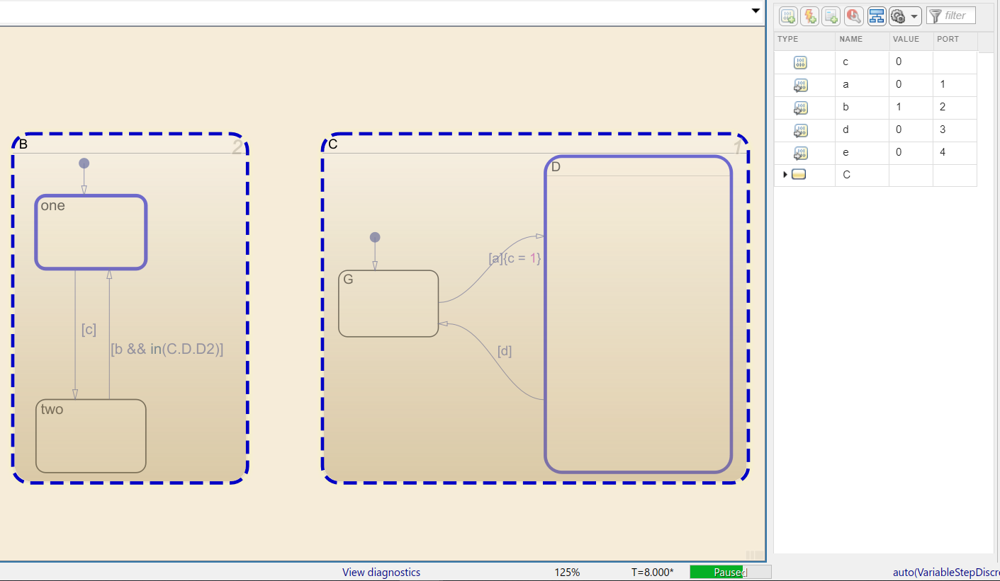 filter
TYPE NAME VALUE PORT
c 0
a 0 1
b 1 2
d 0 3
e 0 4
C
B 2
one
[c]
[b && in(C.D.D2)]
two
C 1
D
[a]{c = 1}
G
[d]
View diagnostics 125% T=8.000* Paused auto(VariableStepDiscre